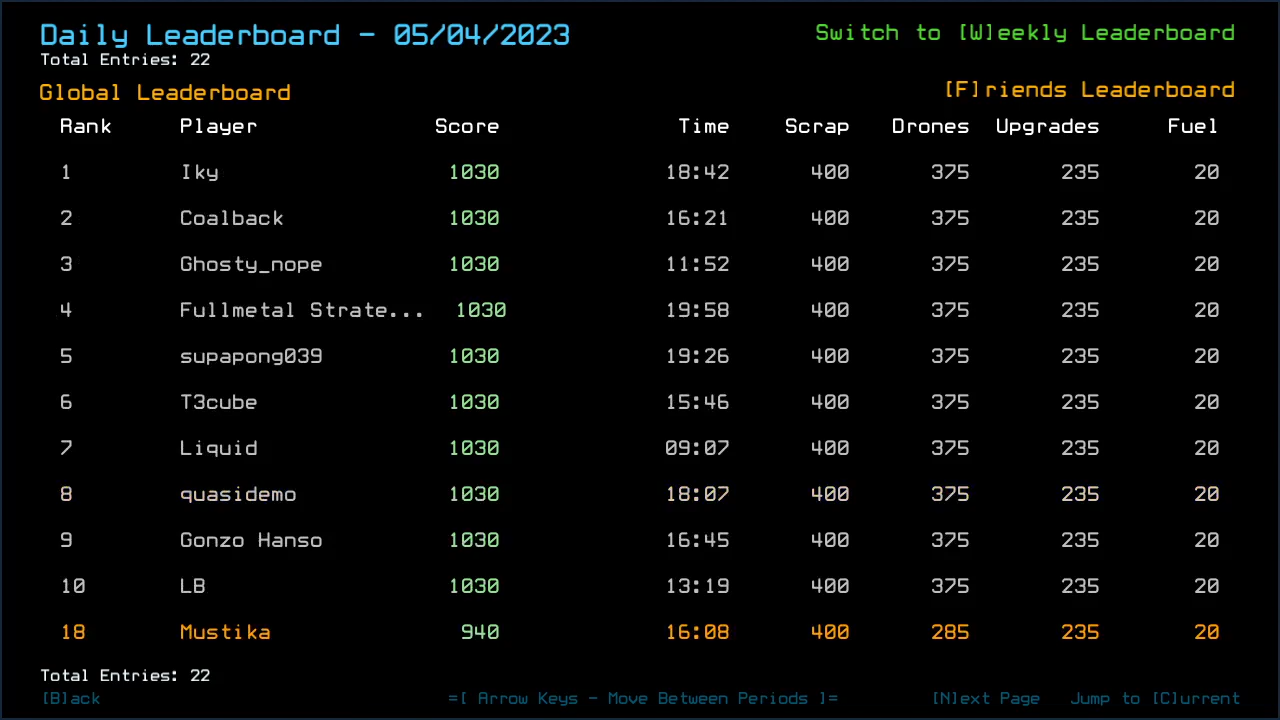 Daily Leaderboard - 05/04/2023 Switch to [W]eekly Leaderboard
Total Entries: 22
Global Leaderboard [F]riends Leaderboard
Rank Player Score Time Scrap Drones Upgrades Fuel
1 Iky 1030 18:42 400 375 235 20
2 Coalback 1030 16:21 400 375 235 20
3 Ghosty_nope 1030 11:52 400 375 235 20
4 Fullmetal Strate... 1030 19:58 400 375 235 20
5 supapong039 1030 19:26 400 375 235 20
6 T3cube 1030 15:46 400 375 235 20
7 Liquid 1030 09:07 400 375 235 20
8 quasidemo 1030 18:07 400 375 235 20
9 Gonzo Hanso 1030 16:45 400 375 235 20
10 LB 1030 13:19 400 375 235 20
18 Mustika 940 16:08 400 285 235 20
Total Entries: 22
[B]ack =[ Arrow Keys - Move Between Periods ]= [N]ext Page Jump to [C]urrent